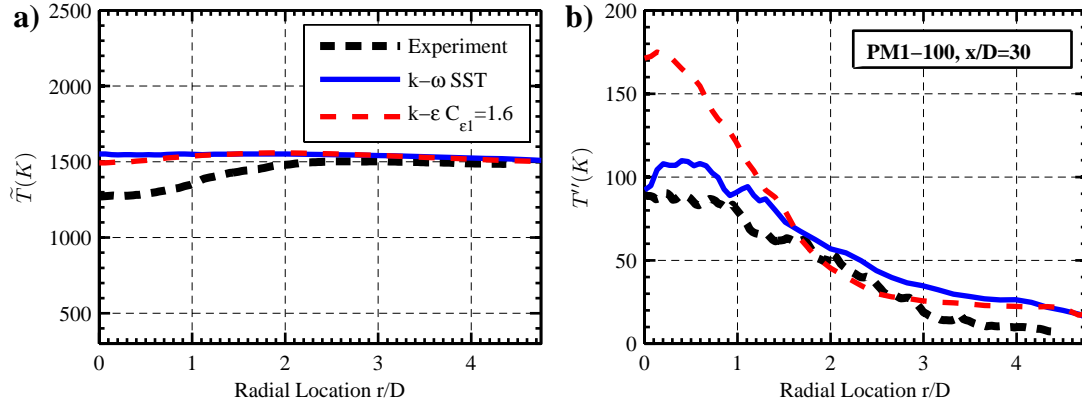 a)
2500
2000
1500
1000
500
T̃(K)
0 1 2 3 4
Radial Location r/D
Experiment
k−ω SST
k−ε C_ε1=1.6
b)
200
150
100
50
0
T′′(K)
0 1 2 3 4
Radial Location r/D
PM1−100, x/D=30